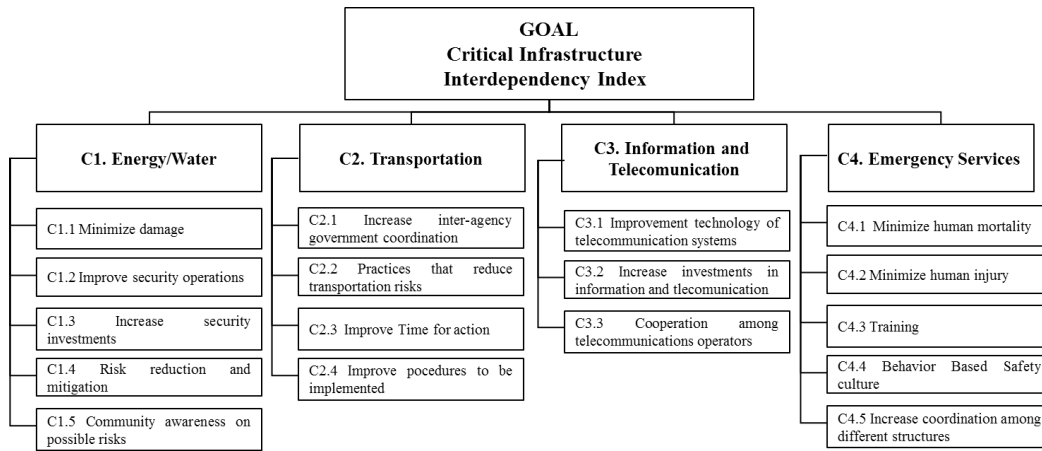 GOAL
Critical Infrastructure
Interdependency Index
C1. Energy/Water
C1.1 Minimize damage
C1.2 Improve security operations
C1.3 Increase security
investments
C1.4 Risk reduction and
mitigation
C1.5 Community awareness on
possible risks
C2. Transportation
C2.1 Increase inter-agency
government coordination
C2.2 Practices that reduce
transportation risks
C2.3 Improve Time for action
C2.4 Improve pocedures to be
implemented
C3. Information and
Telecomunication
C3.1 Improvement technology of
telecommunication systems
C3.2 Increase investments in
information and tlecomunication
C3.3 Cooperation among
telecommunications operators
C4. Emergency Services
C4.1 Minimize human mortality
C4.2 Minimize human injury
C4.3 Training
C4.4 Behavior Based Safety
culture
C4.5 Increase coordination among
different structures